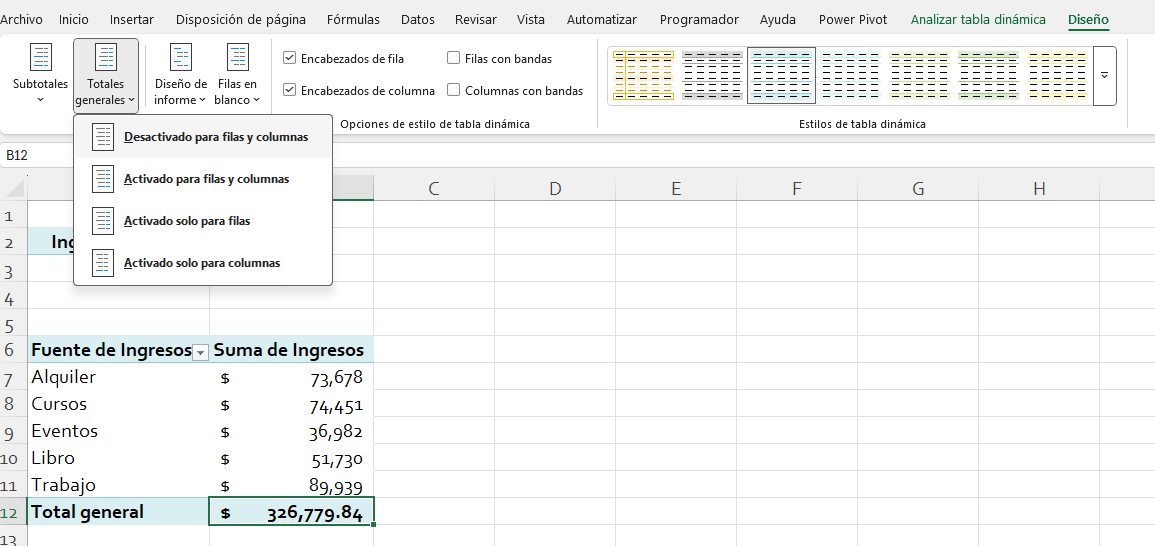 Archivo Inicio Insertar Disposición de página Fórmulas Datos Revisar Vista Automatizar Programador Ayuda Power Pivot Analizar tabla dinámica Diseño
Subtotales
Totales generales
Diseño de informe
Filas en blanco
Encabezados de fila
Filas con bandas
Encabezados de columna
Columnas con bandas
Opciones de estilo de tabla dinámica
Estilos de tabla dinámica
Desactivado para filas y columnas
Activado para filas y columnas
Activado solo para filas
Activado solo para columnas
B12
C D E F G H
1
2
3
4
5
6 Fuente de Ingresos Suma de Ingresos
7 Alquiler $ 73,678
8 Cursos $ 74,451
9 Eventos $ 36,982
10 Libro $ 51,730
11 Trabajo $ 89,939
12 Total general $ 326,779.84
13